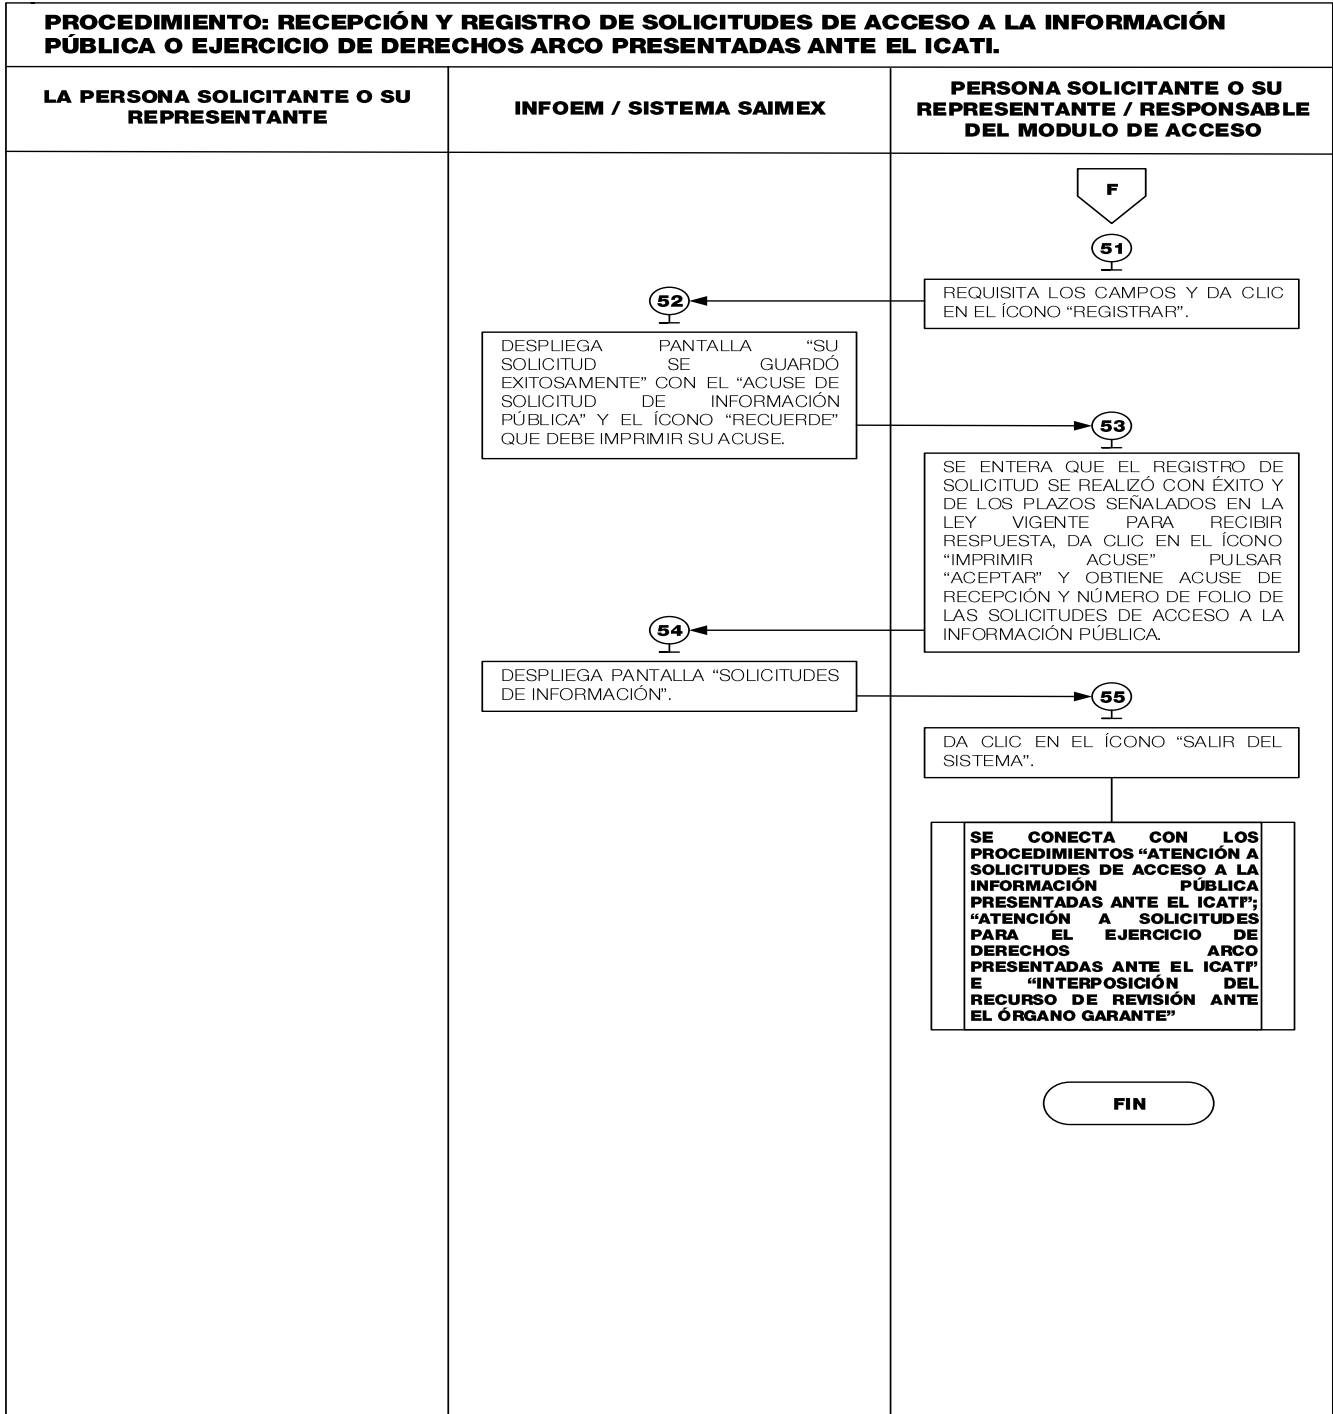 PROCEDIMIENTO: RECEPCIÓN Y REGISTRO DE SOLICITUDES DE ACCESO A LA INFORMACIÓN
PÚBLICA O EJERCICIO DE DERECHOS ARCO PRESENTADAS ANTE EL ICATI.
LA PERSONA SOLICITANTE O SU
REPRESENTANTE
INFOEM / SISTEMA SAIMEX
PERSONA SOLICITANTE O SU
REPRESENTANTE / RESPONSABLE
DEL MODULO DE ACCESO
F
51
REQUISITA LOS CAMPOS Y DA CLIC
EN EL ÍCONO “REGISTRAR”.
52
DESPLIEGA PANTALLA “SU
SOLICITUD SE GUARDÓ
EXITOSAMENTE” CON EL “ACUSE DE
SOLICITUD DE INFORMACIÓN
PÚBLICA” Y EL ÍCONO “RECUERDE”
QUE DEBE IMPRIMIR SU ACUSE.
53
SE ENTERA QUE EL REGISTRO DE
SOLICITUD SE REALIZÓ CON ÉXITO Y
DE LOS PLAZOS SEÑALADOS EN LA
LEY VIGENTE PARA RECIBIR
RESPUESTA, DA CLIC EN EL ÍCONO
“IMPRIMIR ACUSE” PULSAR
“ACEPTAR” Y OBTIENE ACUSE DE
RECEPCIÓN Y NÚMERO DE FOLIO DE
LAS SOLICITUDES DE ACCESO A LA
INFORMACIÓN PÚBLICA.
54
DESPLIEGA PANTALLA “SOLICITUDES
DE INFORMACIÓN”.
55
DA CLIC EN EL ÍCONO “SALIR DEL
SISTEMA”.
SE CONECTA CON LOS
PROCEDIMIENTOS “ATENCIÓN A
SOLICITUDES DE ACCESO A LA
INFORMACIÓN PÚBLICA
PRESENTADAS ANTE EL ICATI”;
“ATENCIÓN A SOLICITUDES
PARA EL EJERCICIO DE
DERECHOS ARCO
PRESENTADAS ANTE EL ICATI”
E “INTERPOSICIÓN DEL
RECURSO DE REVISIÓN ANTE
EL ÓRGANO GARANTE”
FIN